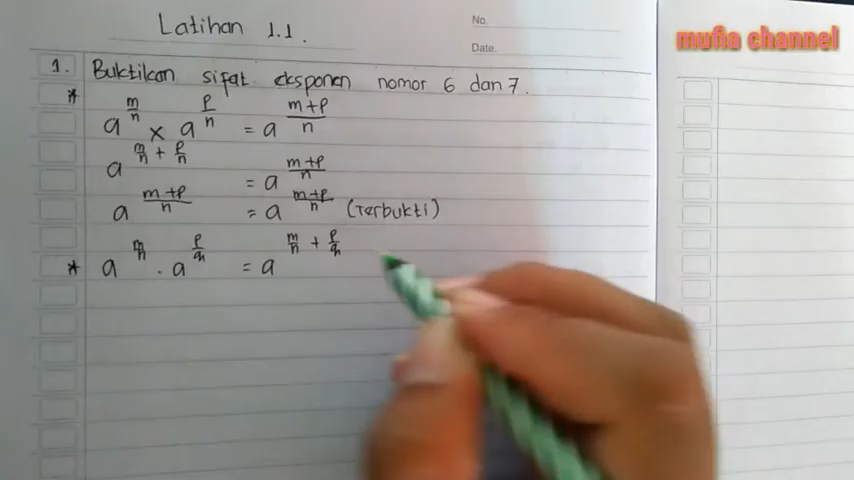 Latihan 1.1.
No.
Date.
mufia channel
1. Buktikan sifat eksponen nomor 6 dan 7.
* a^(m/n) × a^(p/n) = a^((m+p)/n)
a^(m/n + p/n) = a^((m+p)/n)
a^((m+p)/n) = a^((m+p)/n) (Terbukti)
* a^(m/n) . a^(p/q) = a^(m/n + p/q)